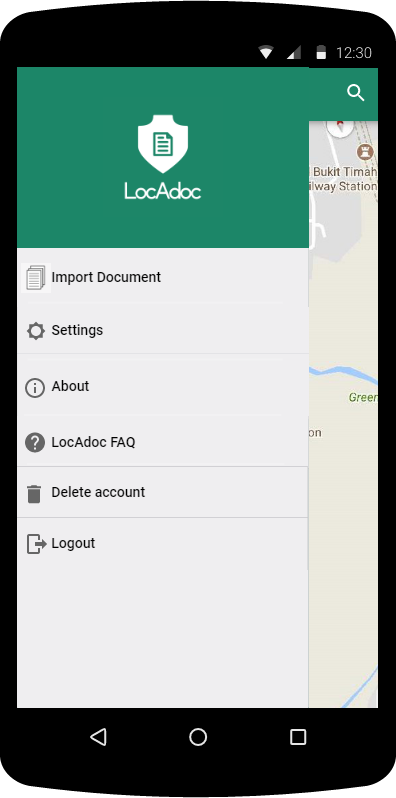 12:30
LocAdoc
Bukit Timah
ilway Station
Import Document
Settings
About
Green
LocAdoc FAQ
on
Delete account
Logout